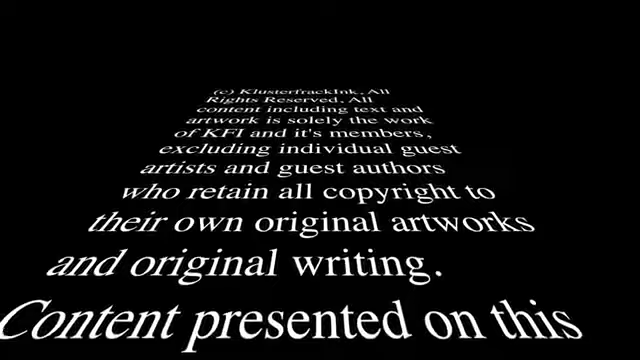 (c) KlusterfrackInk, All
Rights Reserved, All
content including text and
artwork is solely the work
of KFI and it's members,
excluding individual guest
artists and guest authors
who retain all copyright to
their own original artworks
and original writing.
Content presented on this